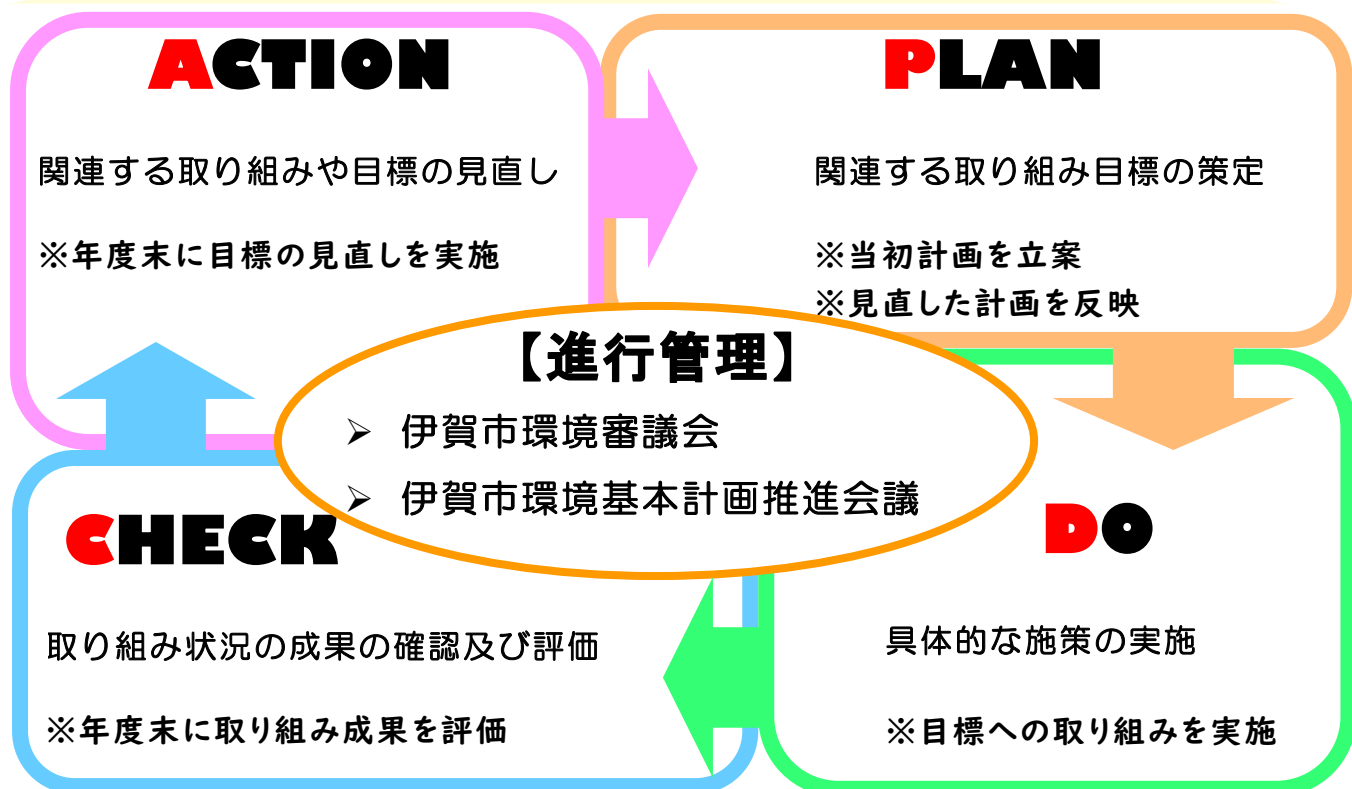 ACTION
関連する取り組みや目標の見直し
※年度末に目標の見直しを実施
PLAN
関連する取り組み目標の策定
※当初計画を立案
※見直した計画を反映
【進行管理】
➢ 伊賀市環境審議会
➢ 伊賀市環境基本計画推進会議
CHECK
取り組み状況の成果の確認及び評価
※年度末に取り組み成果を評価
DO
具体的な施策の実施
※目標への取り組みを実施